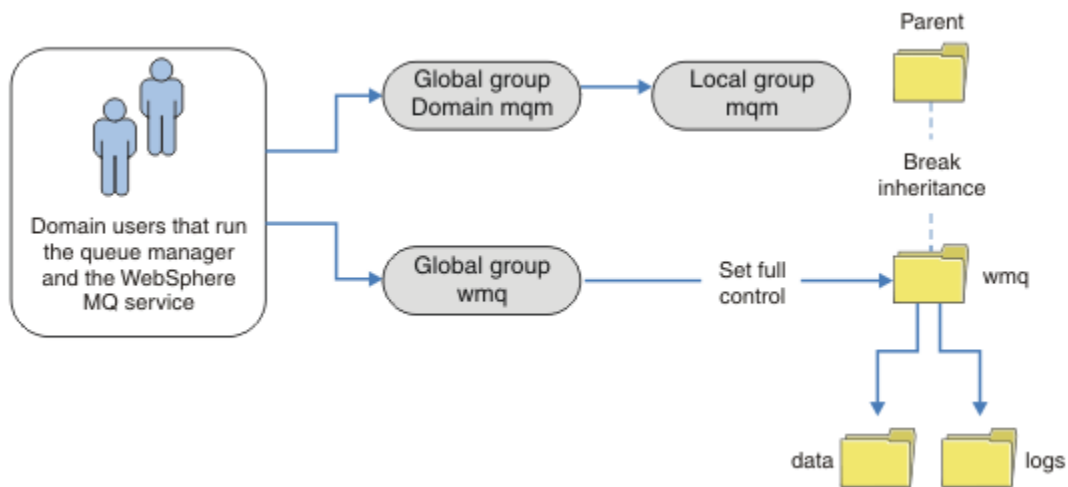 Parent
Global group
Domain mqm
Local group
mqm
Break
inheritance
Domain users that run
the queue manager
and the WebSphere
MQ service
Global group
wmq
Set full
control
wmq
data
logs